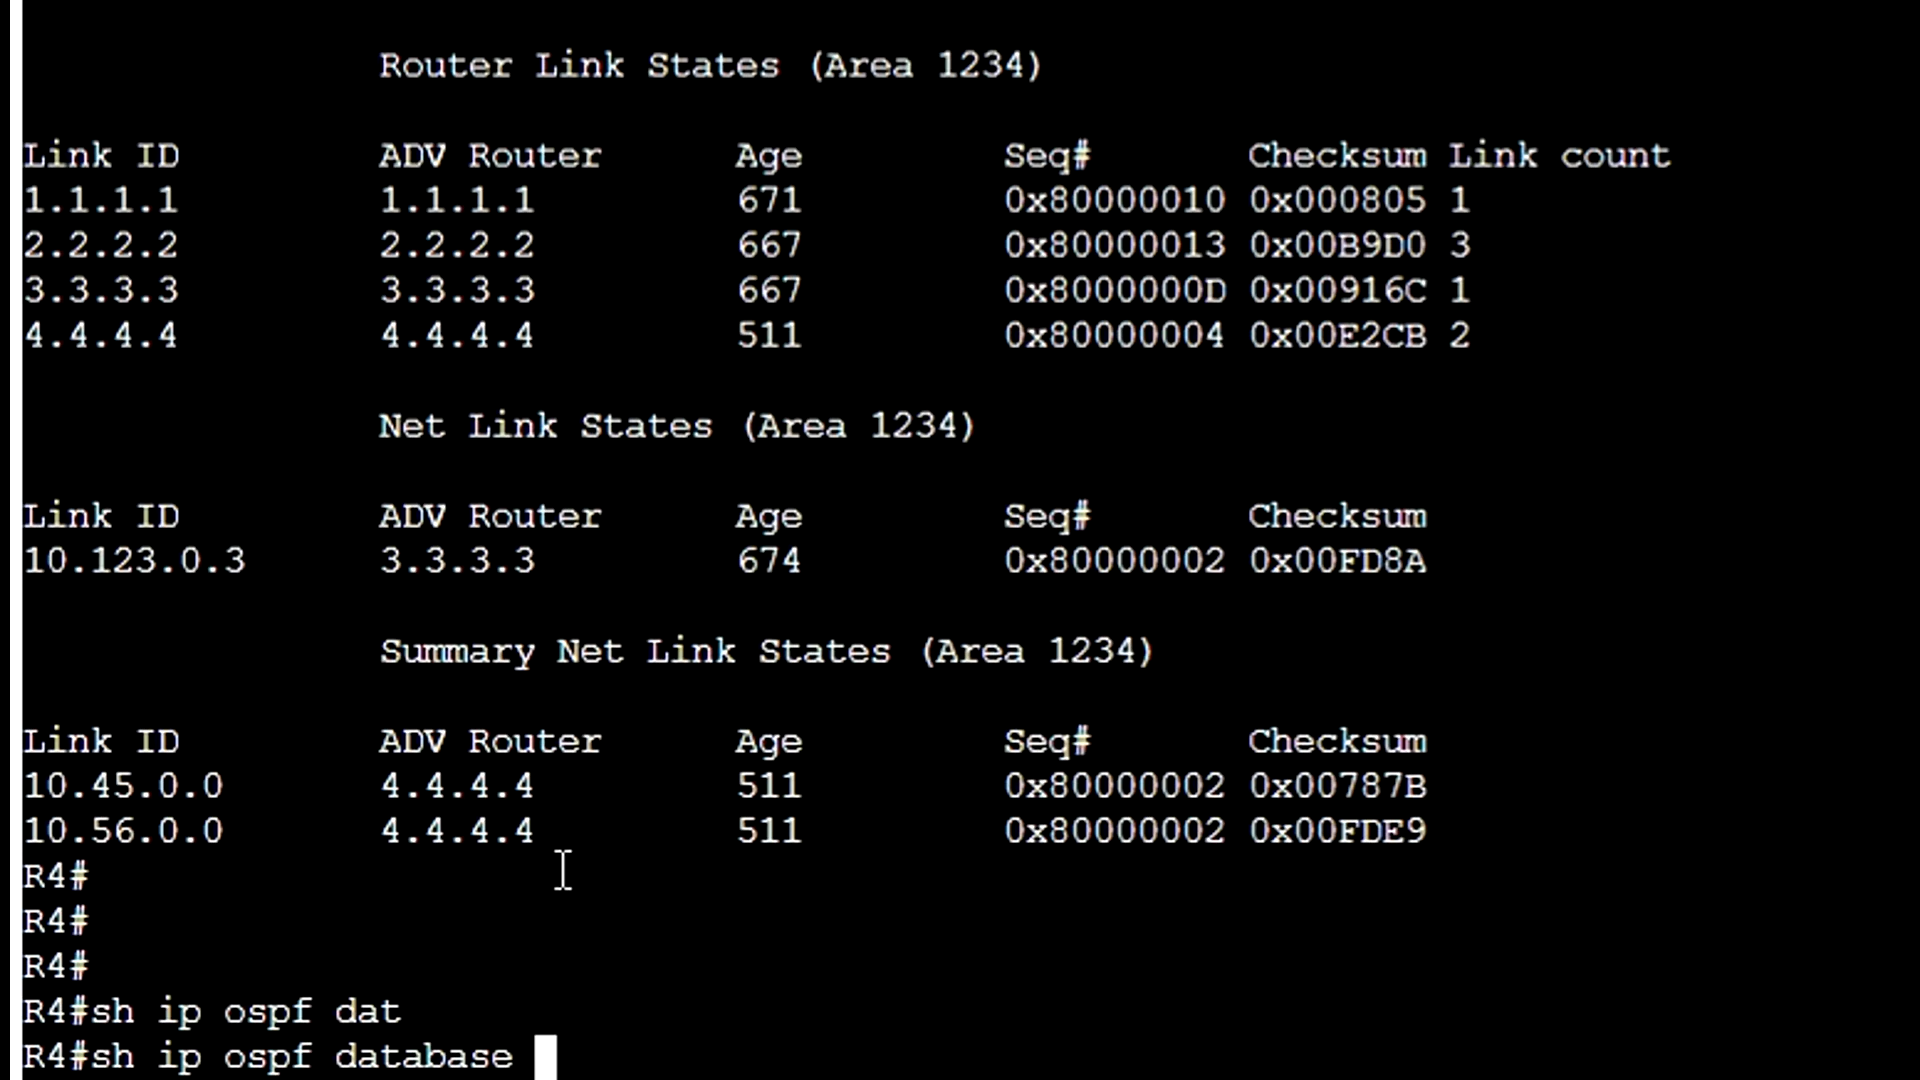 Router Link States (Area 1234)
Link ID ADV Router Age Seq# Checksum Link count
1.1.1.1 1.1.1.1 671 0x80000010 0x000805 1
2.2.2.2 2.2.2.2 667 0x80000013 0x00B9D0 3
3.3.3.3 3.3.3.3 667 0x8000000D 0x00916C 1
4.4.4.4 4.4.4.4 511 0x80000004 0x00E2CB 2
Net Link States (Area 1234)
Link ID ADV Router Age Seq# Checksum
10.123.0.3 3.3.3.3 674 0x80000002 0x00FD8A
Summary Net Link States (Area 1234)
Link ID ADV Router Age Seq# Checksum
10.45.0.0 4.4.4.4 511 0x80000002 0x00787B
10.56.0.0 4.4.4.4 511 0x80000002 0x00FDE9
R4#
R4#
R4#
R4#sh ip ospf dat
R4#sh ip ospf database